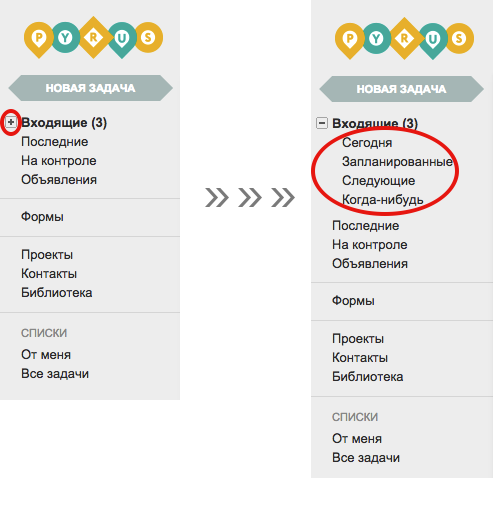 PYRUS
НОВАЯ ЗАДАЧА
Входящие (3)
Последние
На контроле
Объявления
Формы
Проекты
Контакты
Библиотека
СПИСКИ
От меня
Все задачи
PYRUS
НОВАЯ ЗАДАЧА
Входящие (3)
Сегодня
Запланированные
Следующие
Когда-нибудь
Последние
На контроле
Объявления
Формы
Проекты
Контакты
Библиотека
СПИСКИ
От меня
Все задачи